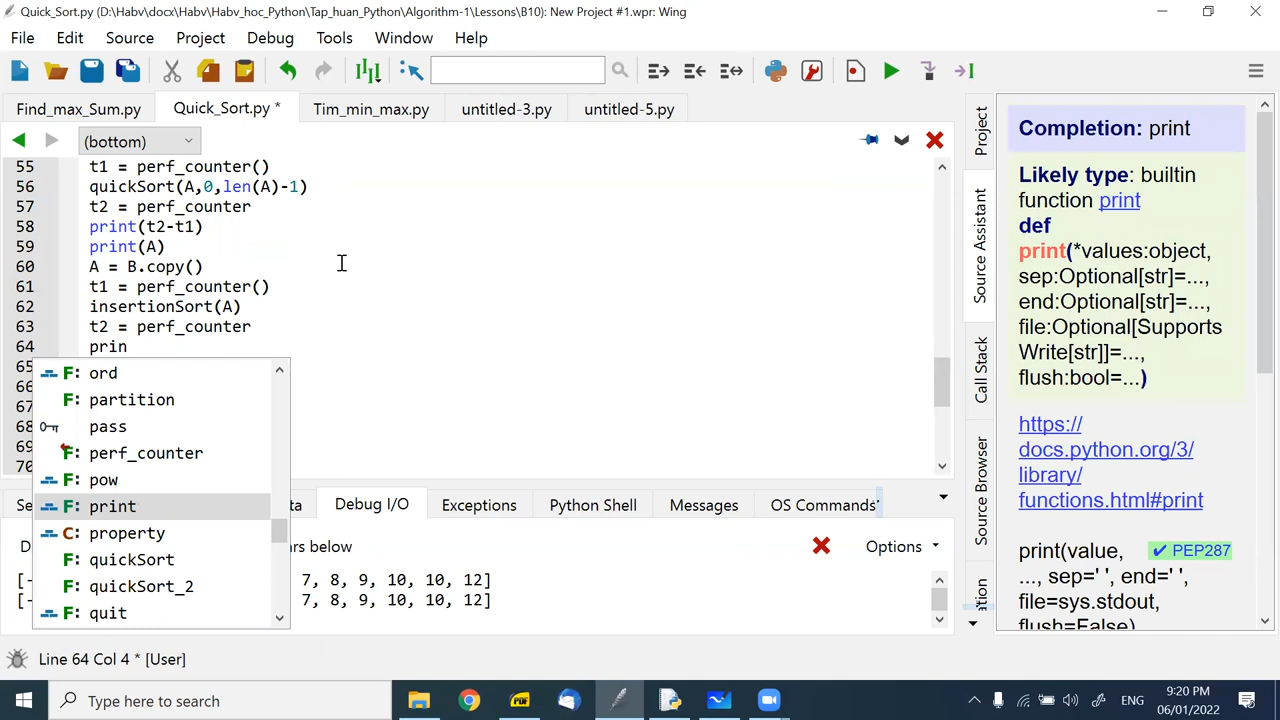 Quick_Sort.py (D:\Habv\docx\Habv\Habv_hoc_Python\Tap_huan_Python\Algorithm-1\Lessons\B10): New Project #1.wpr: Wing
File Edit Source Project Debug Tools Window Help
Find_max_Sum.py Quick_Sort.py * Tim_min_max.py untitled-3.py untitled-5.py
(bottom)
55 t1 = perf_counter()
56 quickSort(A,0,len(A)-1)
57 t2 = perf_counter
58 print(t2-t1)
59 print(A)
60 A = B.copy()
61 t1 = perf_counter()
62 insertionSort(A)
63 t2 = perf_counter
64 prin
F: ord
F: partition
pass
F: perf_counter
F: pow
F: print
C: property
F: quickSort
F: quickSort_2
F: quit
70
ta Debug I/O Exceptions Python Shell Messages OS Commands
rs below Options
7, 8, 9, 10, 10, 12]
7, 8, 9, 10, 10, 12]
Project
Source Assistant
Call Stack
Source Browser
Completion: print
Likely type: builtin
function print
def
print(*values:object,
sep:Optional[str]=...,
end:Optional[str]=...,
file:Optional[Supports
Write[str]]=...,
flush:bool=...)
https://
docs.python.org/3/
library/
functions.html#print
print(value, ✔ PEP287
..., sep=' ', end=' ',
file=sys.stdout,
flush=False)
Line 64 Col 4 * [User]
Type here to search
PDF
ENG
9:20 PM
06/01/2022